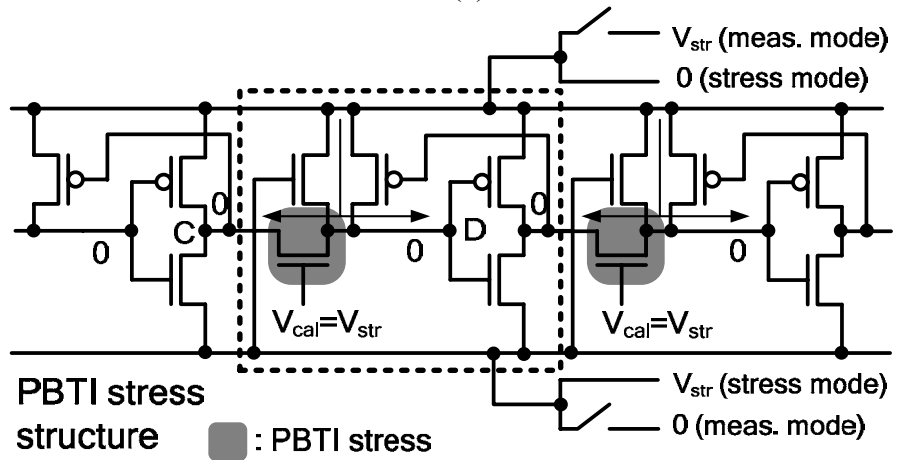 V_str (meas. mode)
0 (stress mode)
0
C
0
0
D
0
0
V_cal=V_str
V_cal=V_str
PBTI stress
structure
: PBTI stress
V_str (stress mode)
0 (meas. mode)